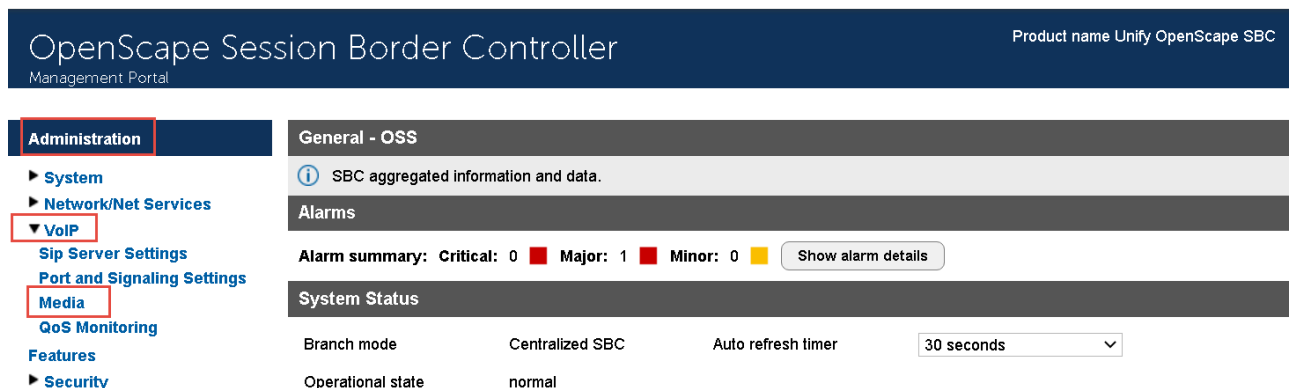 OpenScape Session Border Controller
Product name Unify OpenScape SBC
Management Portal
Administration
System
Network/Net Services
VoIP
Sip Server Settings
Port and Signaling Settings
Media
QoS Monitoring
Features
Security
General - OSS
SBC aggregated information and data.
Alarms
Alarm summary: Critical: 0 Major: 1 Minor: 0 Show alarm details
System Status
Branch mode Centralized SBC Auto refresh timer 30 seconds
Operational state normal